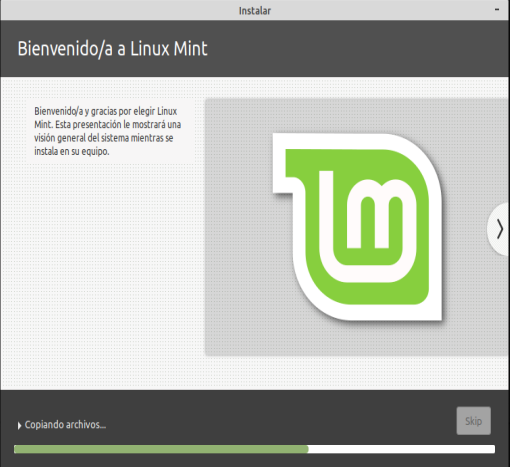 Instalar
Bienvenido/a a Linux Mint
Bienvenido/a y gracias por elegir Linux
Mint. Esta presentación le mostrará una
visión general del sistema mientras se
instala en su equipo.
Copiando archivos...
Skip